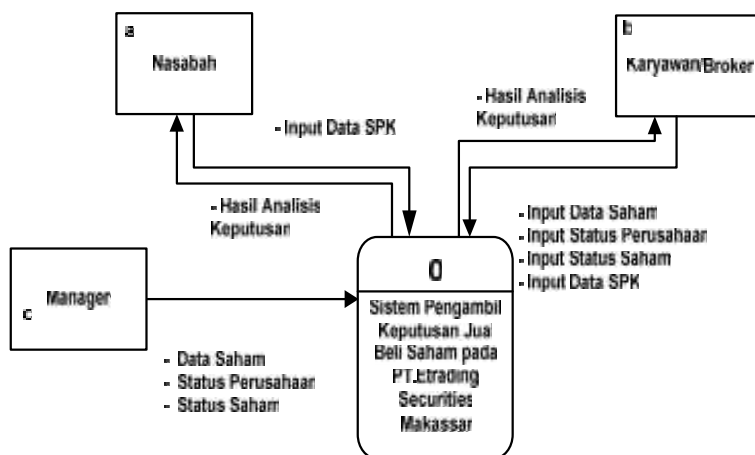 a
Nasabah
b
Karyawan/Broker
- Hasil Analisis
Keputusan
- Input Data SPK
- Hasil Analisis
Keputusan
- Input Data Saham
- Input Status Perusahaan
- Input Status Saham
- Input Data SPK
Manager
c
0
Sistem Pengambil
Keputusan Jual
Beli Saham pada
PT.Etrading
Securities
Makassar
- Data Saham
- Status Perusahaan
- Status Saham